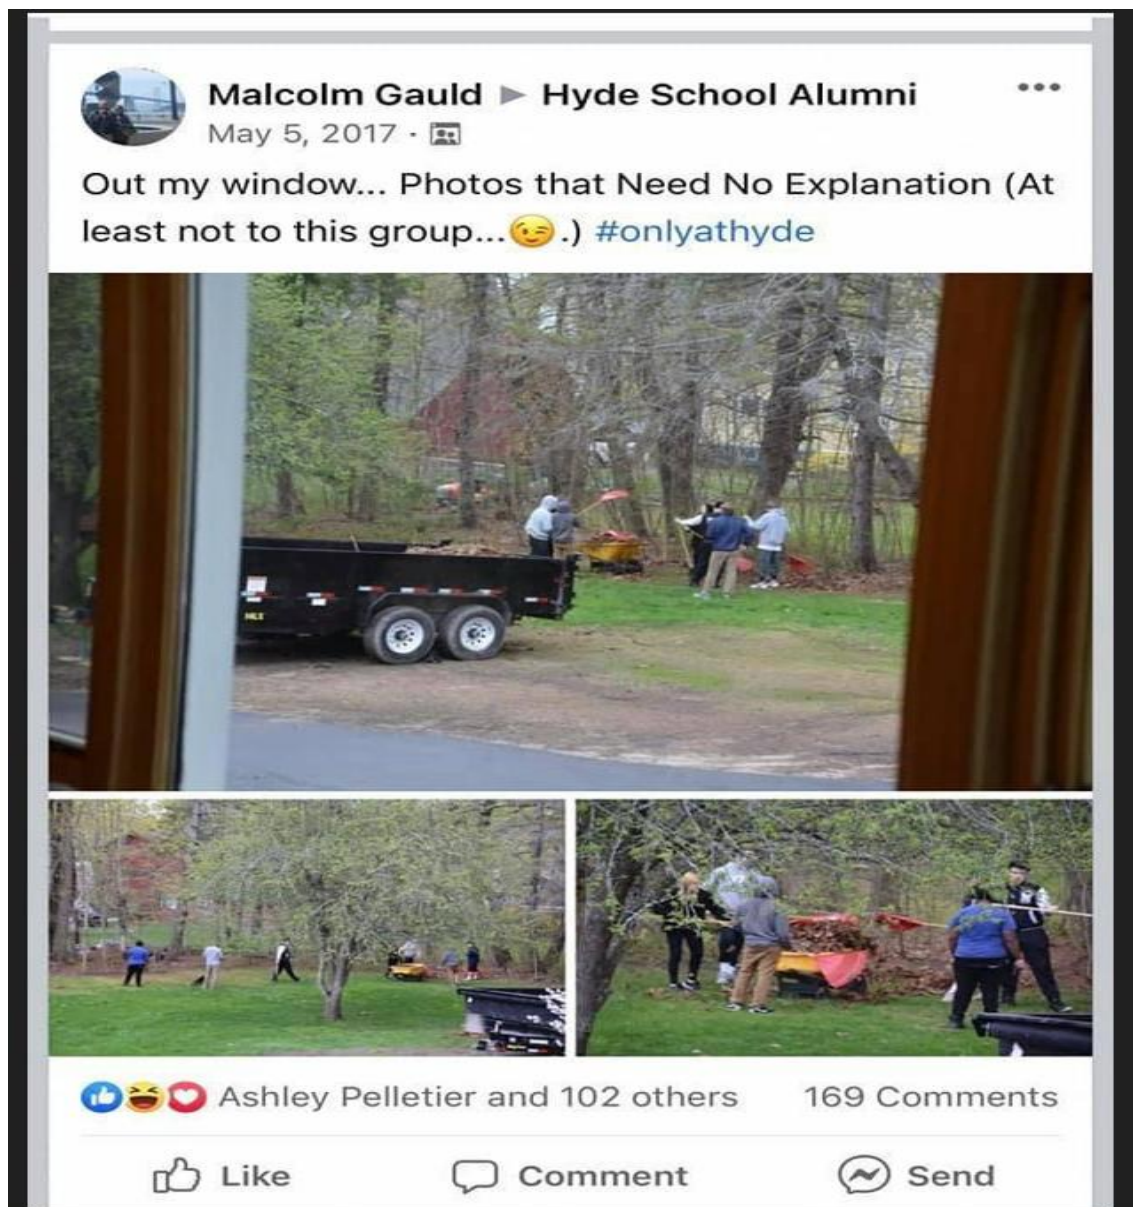 Malcolm Gauld ▸ Hyde School Alumni
May 5, 2017 ·
Out my window... Photos that Need No Explanation (At
least not to this group...😉.) #onlyathyde
Ashley Pelletier and 102 others 169 Comments
Like Comment Send